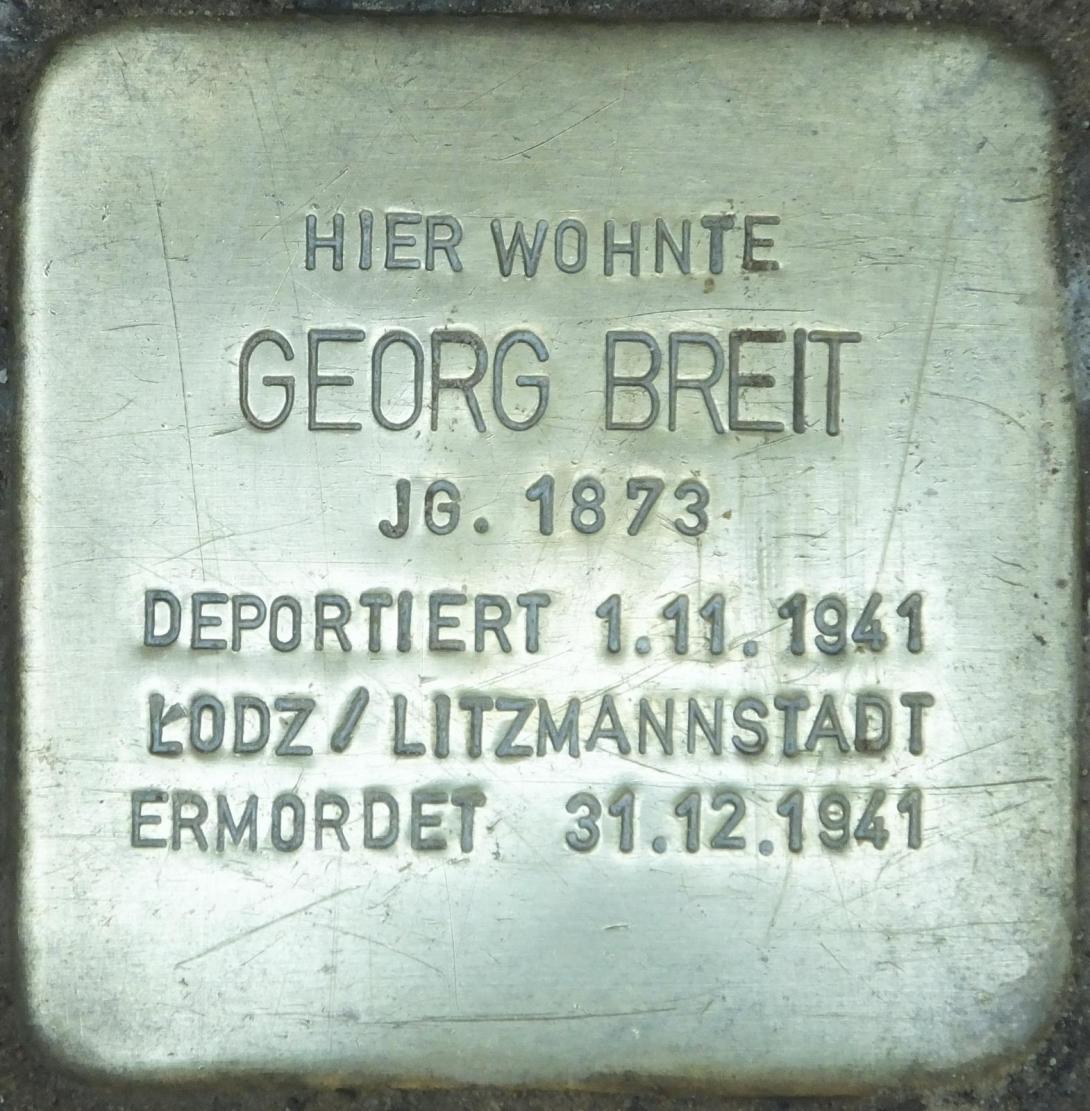 HIER WOHNTE
GEORG BREIT
JG. 1873
DEPORTIERT 1.11.1941
ŁODZ / LITZMANNSTADT
ERMORDET 31.12.1941